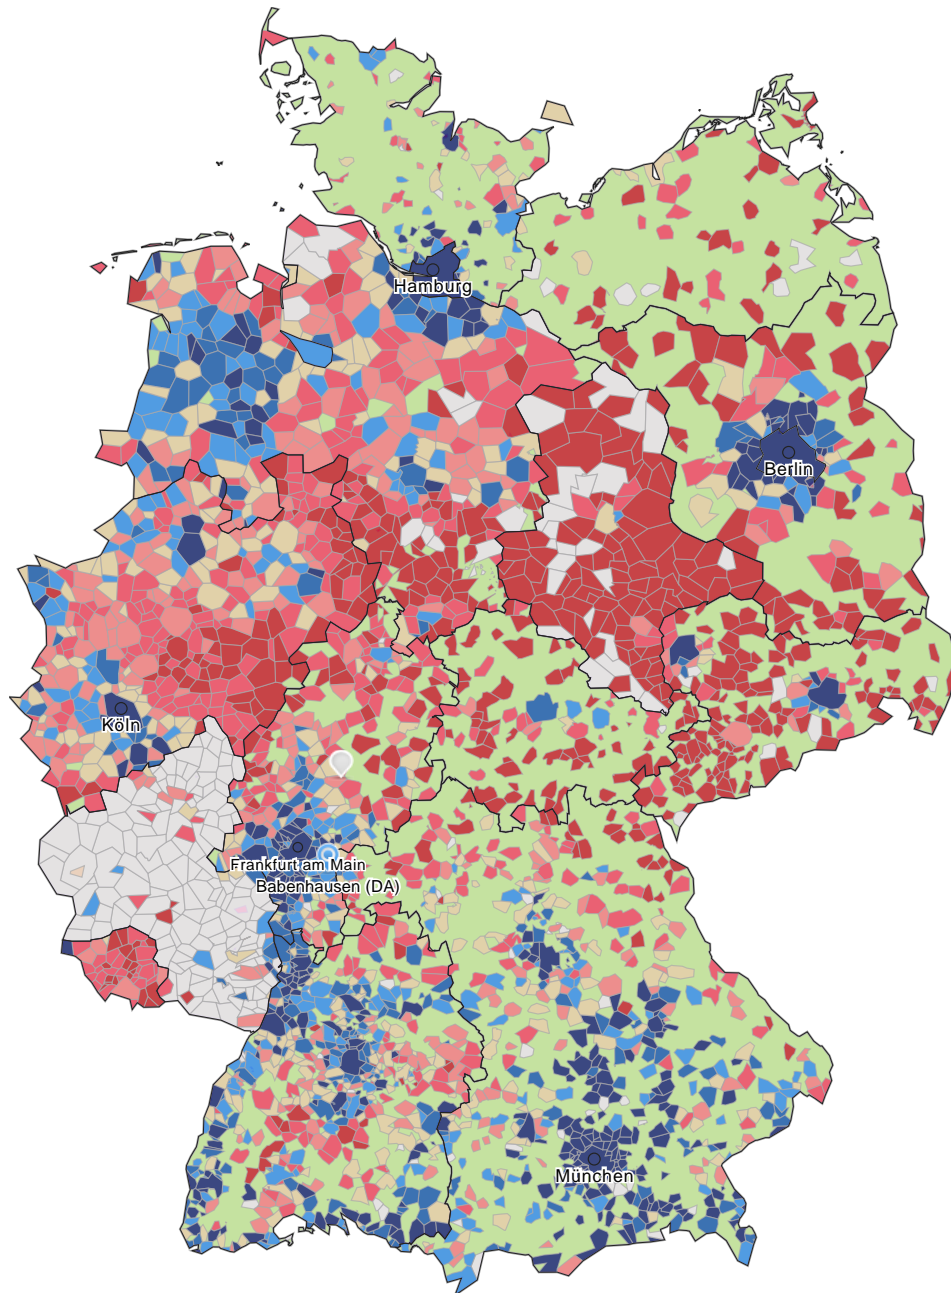 Hamburg
Berlin
Köln
Frankfurt am Main
Babenhausen (DA)
München